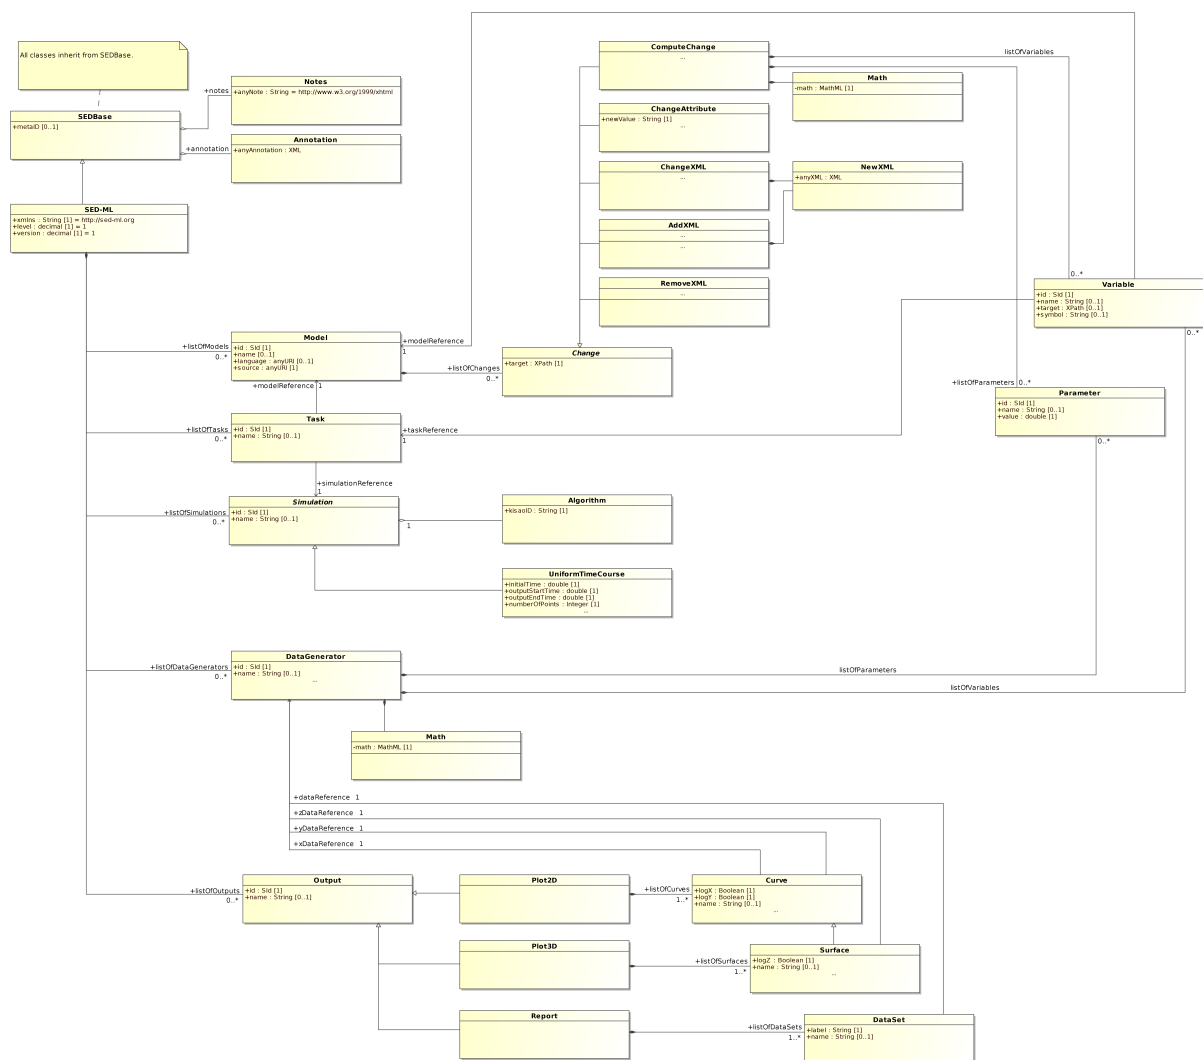 All classes inherit from SEDBase.
SEDBase
+metaID [0..1]
+notes
Notes
+anyNote : String = http://www.w3.org/1999/xhtml
+annotation
Annotation
+anyAnnotation : XML
SED-ML
+xmlns : String [1] = http://sed-ml.org
+level : decimal [1] = 1
+version : decimal [1] = 1
ComputeChange
...
listOfVariables
Math
-math : MathML [1]
ChangeAttribute
+newValue : String [1]
...
ChangeXML
...
NewXML
+anyXML : XML
AddXML
...
...
RemoveXML
...
0..*
Variable
+id : SId [1]
+name : String [0..1]
+target : XPath [0..1]
+symbol : String [0..1]
0..*
+listOfModels
0..*
Model
+id : SId [1]
+name [0..1]
+language : anyURI [0..1]
+source : anyURI [1]
+modelReference
1
+listOfChanges
0..*
Change
+target : XPath [1]
+modelReference 1
+listOfParameters 0..*
Parameter
+id : SId [1]
+name : String [0..1]
+value : double [1]
0..*
+listOfTasks
0..*
Task
+id : SId [1]
+name : String [0..1]
+taskReference
1
+simulationReference
1
+listOfSimulations
0..*
Simulation
+id : SId [1]
+name : String [0..1]
1
Algorithm
+kisaoID : String [1]
UniformTimeCourse
+initialTime : double [1]
+outputStartTime : double [1]
+outputEndTime : double [1]
+numberOfPoints : Integer [1]
...
+listOfDataGenerators
0..*
DataGenerator
+id : SId [1]
+name : String [0..1]
...
listOfParameters
listOfVariables
Math
-math : MathML [1]
+dataReference 1
+zDataReference 1
+yDataReference 1
+xDataReference 1
+listOfOutputs
0..*
Output
+id : SId [1]
+name : String [0..1]
Plot2D
+listOfCurves
1..*
Curve
+logX : Boolean [1]
+logY : Boolean [1]
+name : String [0..1]
...
Plot3D
+listOfSurfaces
1..*
Surface
+logZ : Boolean [1]
+name : String [0..1]
...
Report
+listOfDataSets
1..*
DataSet
+label : String [1]
+name : String [0..1]